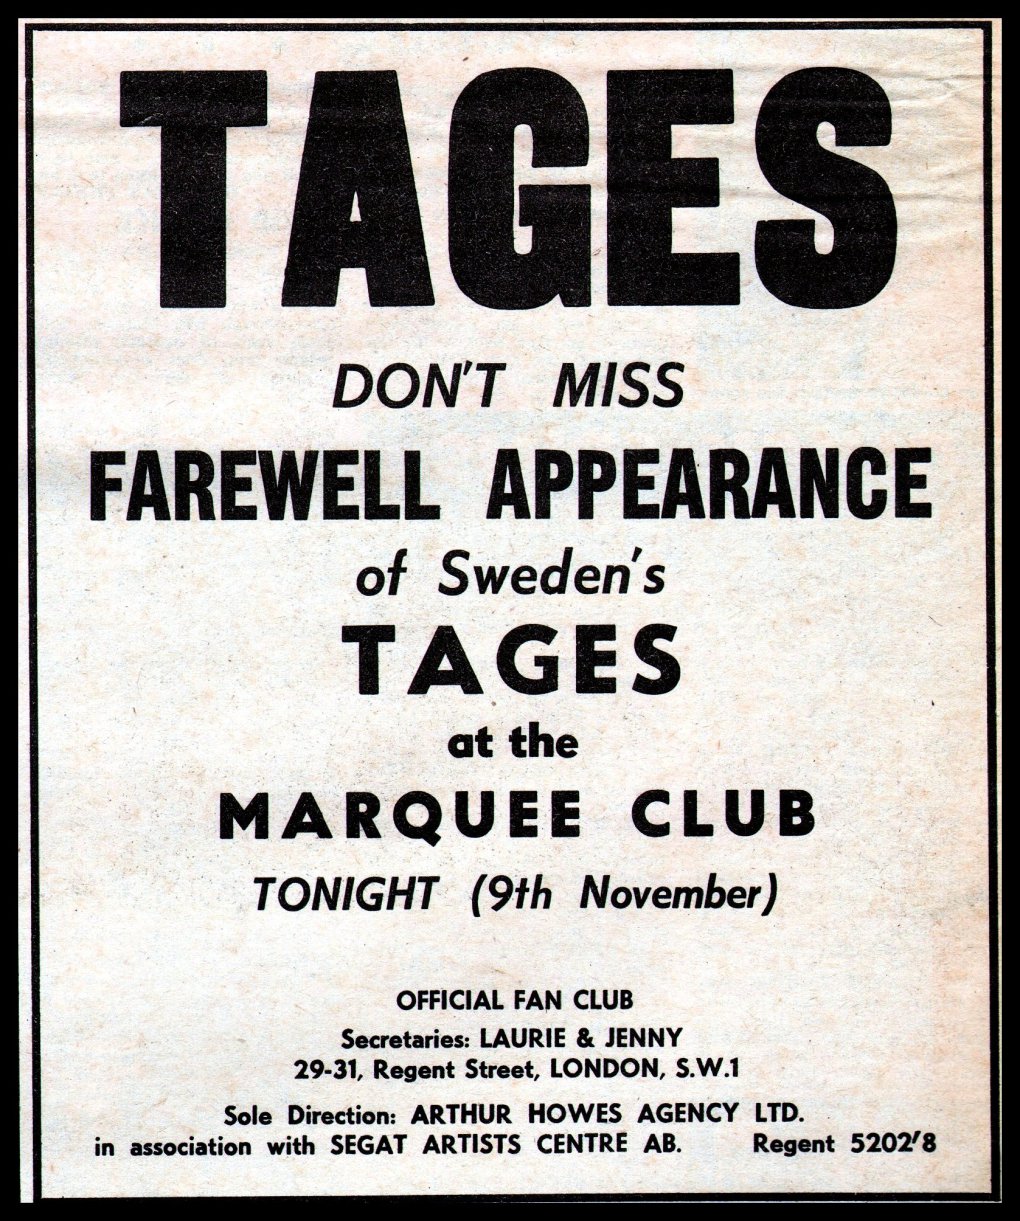 TAGES
DON'T MISS
FAREWELL APPEARANCE
of Sweden's
TAGES
at the
MARQUEE CLUB
TONIGHT (9th November)
OFFICIAL FAN CLUB
Secretaries: LAURIE & JENNY
29-31, Regent Street, LONDON, S.W.1
Sole Direction: ARTHUR HOWES AGENCY LTD.
in association with SEGAT ARTISTS CENTRE AB. Regent 5202'8